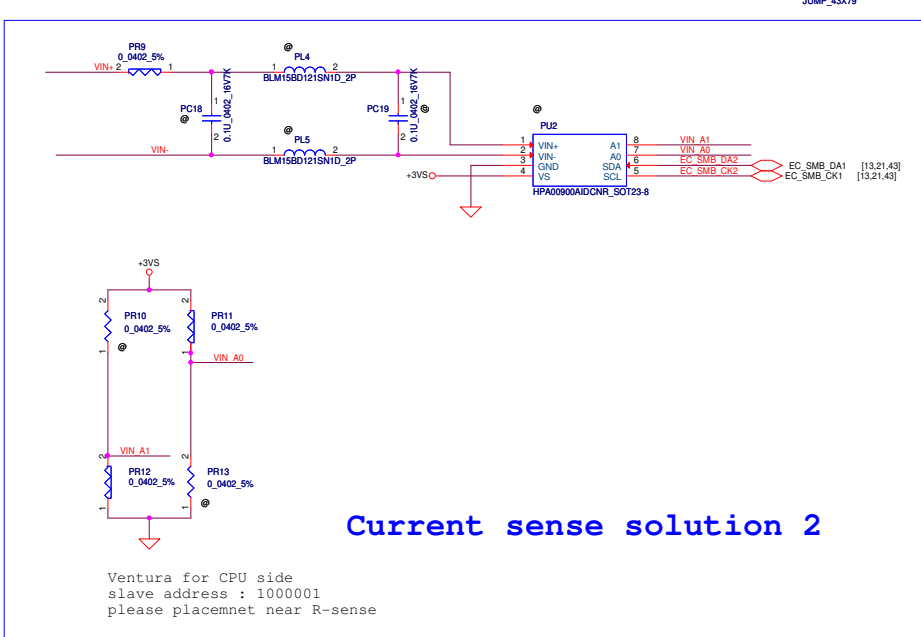 JUMP_43X79
PR9
0_0402_5%
VIN+ 2 1
PC18
@
1
2
0.1U_0402_16V7K
@
PL4
1 2
BLM15BD121SN1D_2P
@
PL5
1 2
BLM15BD121SN1D_2P
VIN-
PC19
@
1
2
0.1U_0402_16V7K
@
PU2
1 VIN+ A1 8 VIN_A1
2 VIN- A0 7 VIN_A0
3 GND SDA 6 EC_SMB_DA2 EC_SMB_DA1 [13,21,43]
4 VS SCL 5 EC_SMB_CK2 EC_SMB_CK1 [13,21,43]
+3VS
HPA00900AIDCNR_SOT23-8
+3VS
2 2
PR10 PR11
0_0402_5% 0_0402_5%
@
1 1
VIN_A0
VIN_A1
2 2
PR12 PR13
0_0402_5% 0_0402_5%
@
1 1
Current sense solution 2
Ventura for CPU side
slave address : 1000001
please placemnet near R-sense